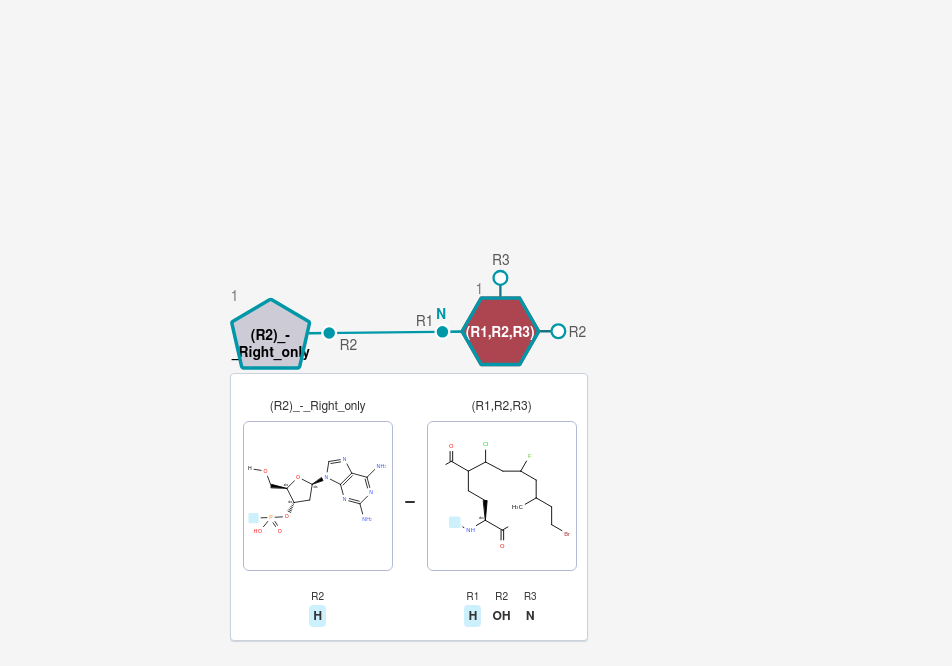 R3
1
1
N
R1
(R2)_-
_Right_only
R2
(R1,R2,R3)
R2
(R2)_-_Right_only
(R1,R2,R3)
H
O
O
N
N
N
N
NH₂
NH₂
P
O
HO
O
O
Cl
F
H₃C
NH
O
Br
–
R2
H
R1 R2 R3
H OH N